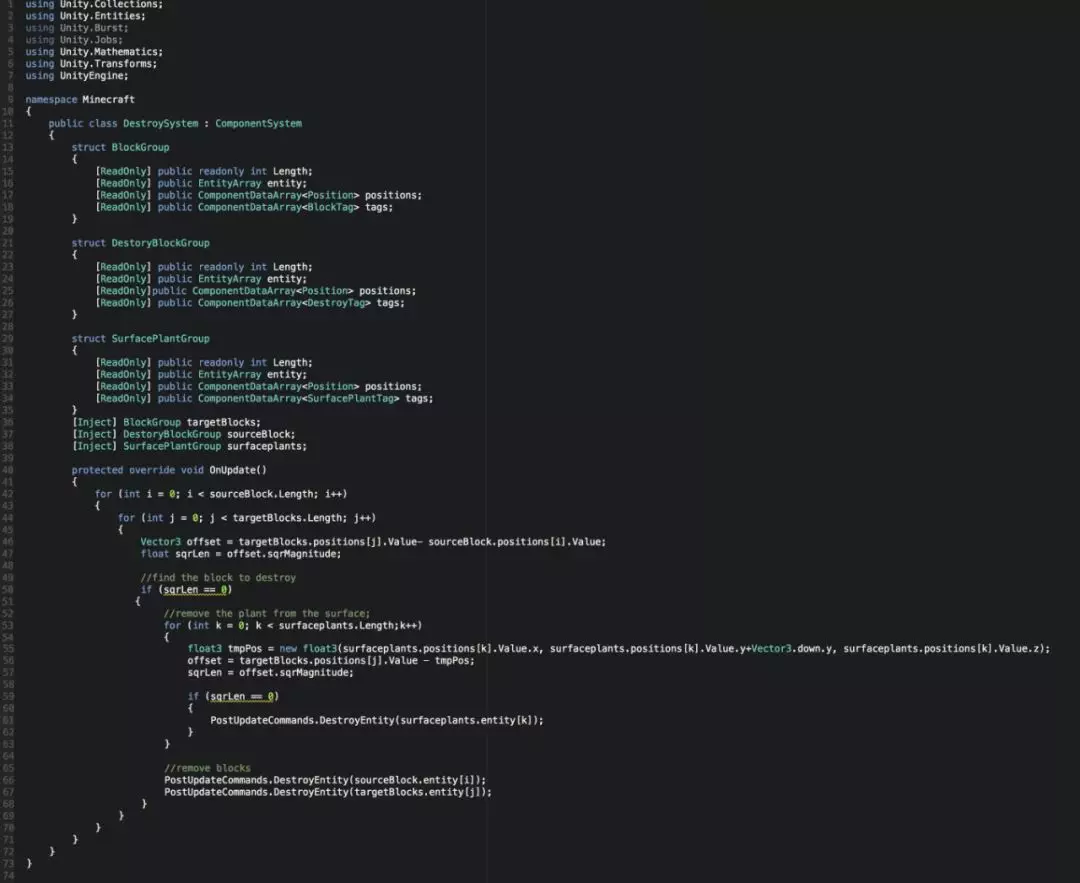 1 using Unity.Collections;
2 using Unity.Entities;
3 using Unity.Burst;
4 using Unity.Jobs;
5 using Unity.Mathematics;
6 using Unity.Transforms;
7 using UnityEngine;
8
9 namespace Minecraft
10 {
11     public class DestroySystem : ComponentSystem
12     {
13         struct BlockGroup
14         {
15             [ReadOnly] public readonly int Length;
16             [ReadOnly] public EntityArray entity;
17             [ReadOnly] public ComponentDataArray<Position> positions;
18             [ReadOnly] public ComponentDataArray<BlockTag> tags;
19         }
20
21         struct DestoryBlockGroup
22         {
23             [ReadOnly] public readonly int Length;
24             [ReadOnly] public EntityArray entity;
25             [ReadOnly]public ComponentDataArray<Position> positions;
26             [ReadOnly] public ComponentDataArray<DestroyTag> tags;
27         }
28
29         struct SurfacePlantGroup
30         {
31             [ReadOnly] public readonly int Length;
32             [ReadOnly] public EntityArray entity;
33             [ReadOnly] public ComponentDataArray<Position> positions;
34             [ReadOnly] public ComponentDataArray<SurfacePlantTag> tags;
35         }
36         [Inject] BlockGroup targetBlocks;
37         [Inject] DestoryBlockGroup sourceBlock;
38         [Inject] SurfacePlantGroup surfaceplants;
39
40         protected override void OnUpdate()
41         {
42             for (int i = 0; i < sourceBlock.Length; i++)
43             {
44                 for (int j = 0; j < targetBlocks.Length; j++)
45                 {
46                     Vector3 offset = targetBlocks.positions[j].Value- sourceBlock.positions[i].Value;
47                     float sqrLen = offset.sqrMagnitude;
48
49                     //find the block to destroy
50                     if (sqrLen == 0)
51                    {
52                         //remove the plant from the surface;
53                         for (int k = 0; k < surfaceplants.Length;k++)
54                         {
55                             float3 tmpPos = new float3(surfaceplants.positions[k].Value.x, surfaceplants.positions[k].Value.y+Vector3.down.y, surfaceplants.positions[k].Value.z);
56                             offset = targetBlocks.positions[j].Value - tmpPos;
57                             sqrLen = offset.sqrMagnitude;
58
59                             if (sqrLen == 0)
60                             {
61                                 PostUpdateCommands.DestroyEntity(surfaceplants.entity[k]);
62                             }
63                         }
64
65                         //remove blocks
66                         PostUpdateCommands.DestroyEntity(sourceBlock.entity[i]);
67                         PostUpdateCommands.DestroyEntity(targetBlocks.entity[j]);
68                     }
69                 }
70             }
71         }
72     }
73 }
74